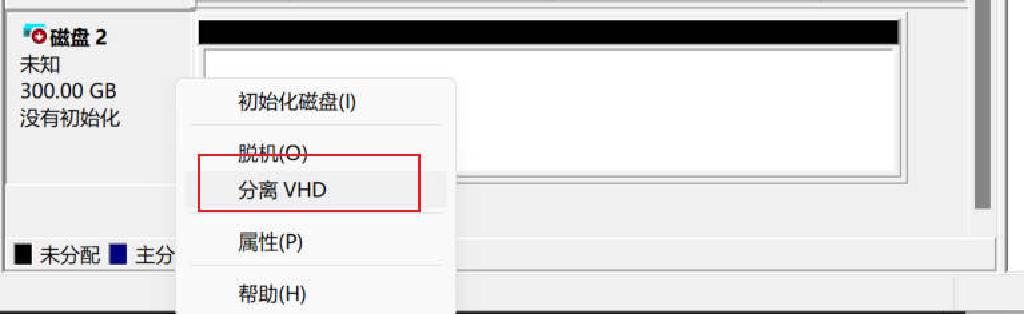 磁盘 2
未知
300.00 GB
没有初始化
初始化磁盘(I)
脱机(O)
分离 VHD
属性(P)
帮助(H)
未分配 主分